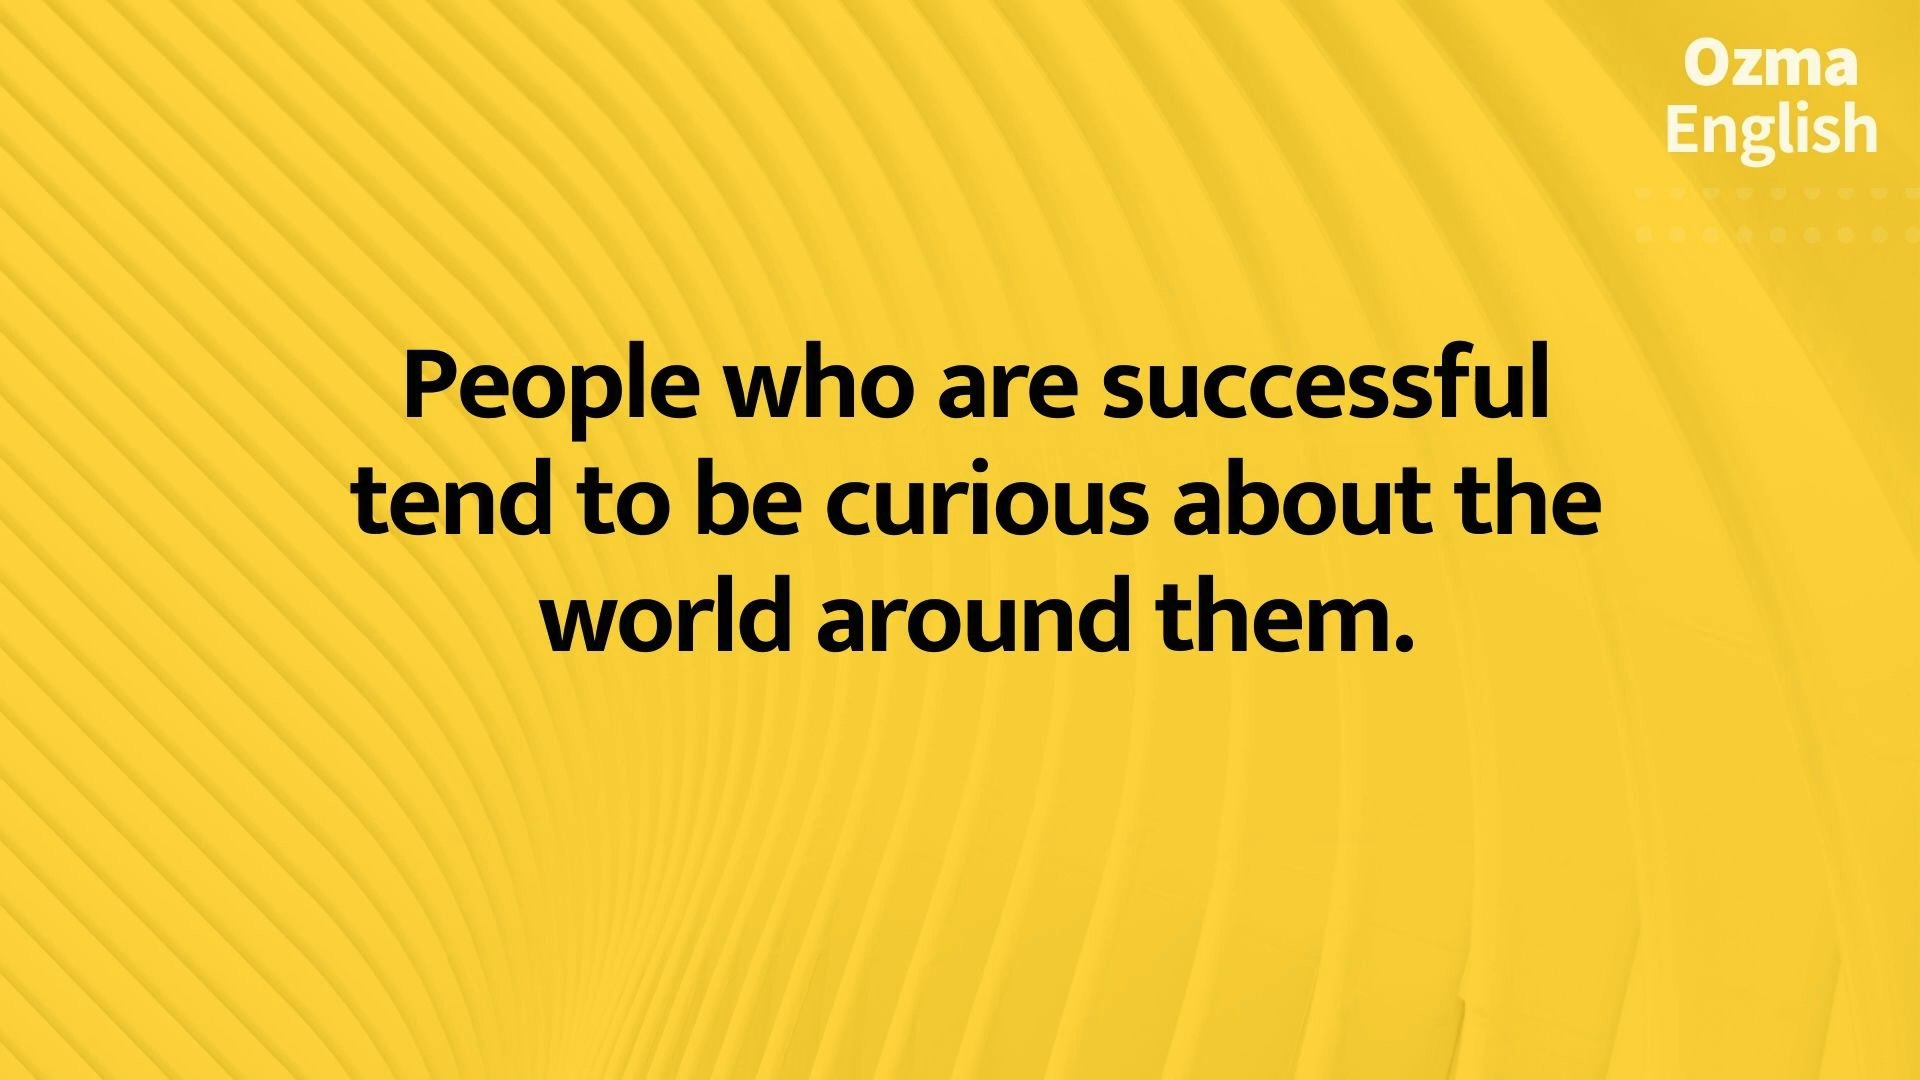 Ozma
English
People who are successful
tend to be curious about the
world around them.